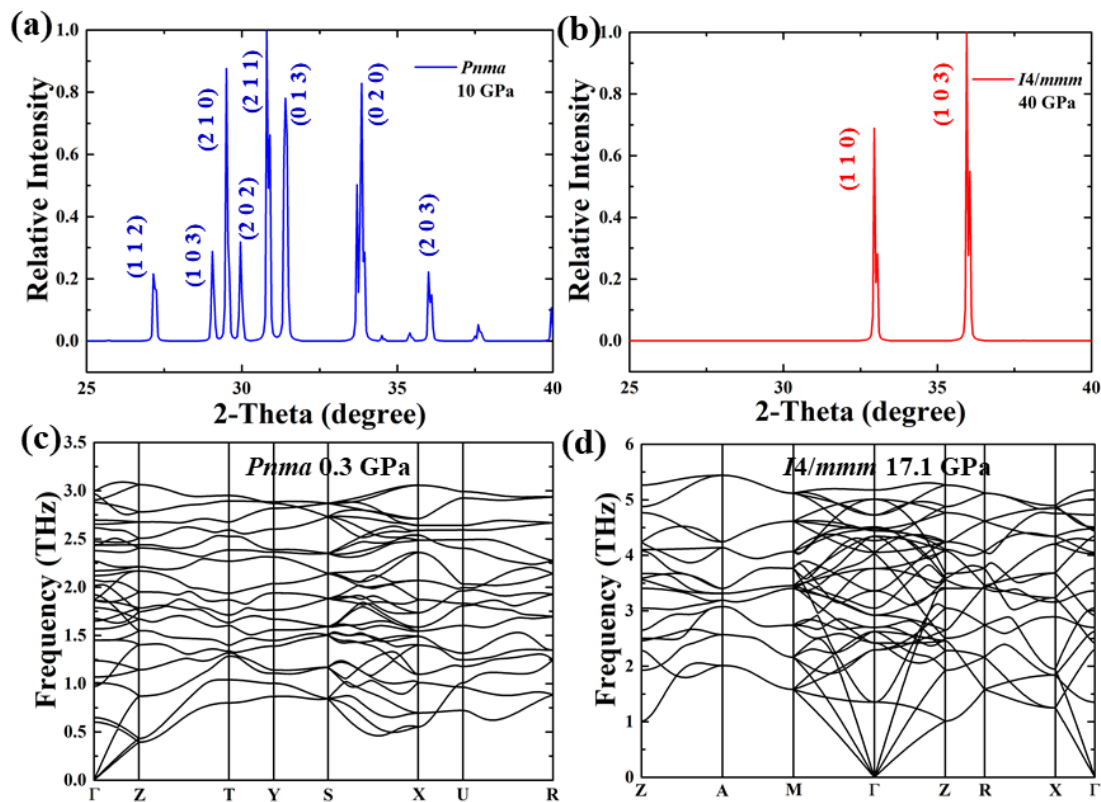 (a)
Relative Intensity
1.0
0.8
0.6
0.4
0.2
0.0
(1 1 2)
(1 0 3)
(2 1 0)
(2 0 2)
(2 1 1)
(0 1 3)
(0 2 0)
(2 0 3)
Pnma
10 GPa
25
30
35
40
2-Theta (degree)
(b)
Relative Intensity
1.0
0.8
0.6
0.4
0.2
0.0
(1 1 0)
(1 0 3)
I4/mmm
40 GPa
25
30
35
40
2-Theta (degree)
(c)
Frequency (THz)
3.5
3.0
2.5
2.0
1.5
1.0
0.5
0.0
Pnma 0.3 GPa
Γ Z T Y S X U R
(d)
Frequency (THz)
6
5
4
3
2
1
0
I4/mmm 17.1 GPa
Z A M Γ Z R X Γ